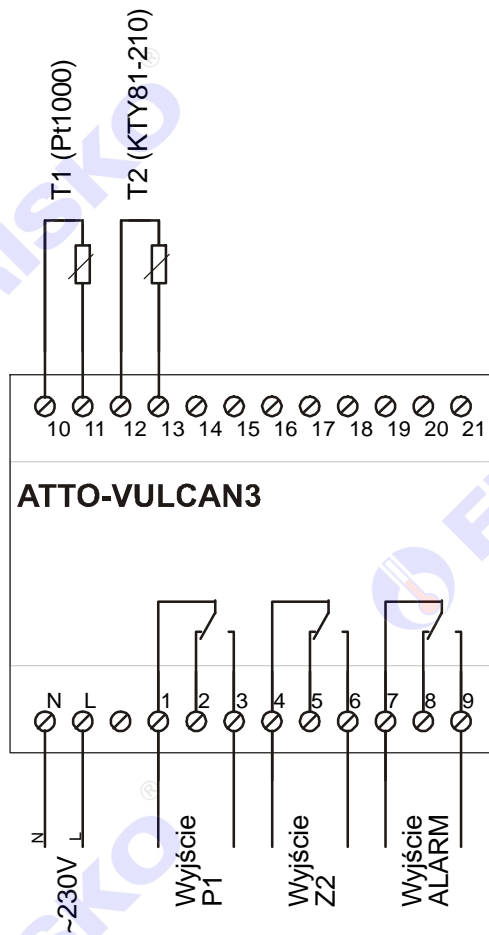 T1 (Pt1000)
T2 (KTY81-210)
10 11 12 13 14 15 16 17 18 19 20 21
ATTO-VULCAN3
N L 1 2 3 4 5 6 7 8 9
N
L
~230V
Wyjście
P1
Wyjście
Z2
Wyjście
ALARM